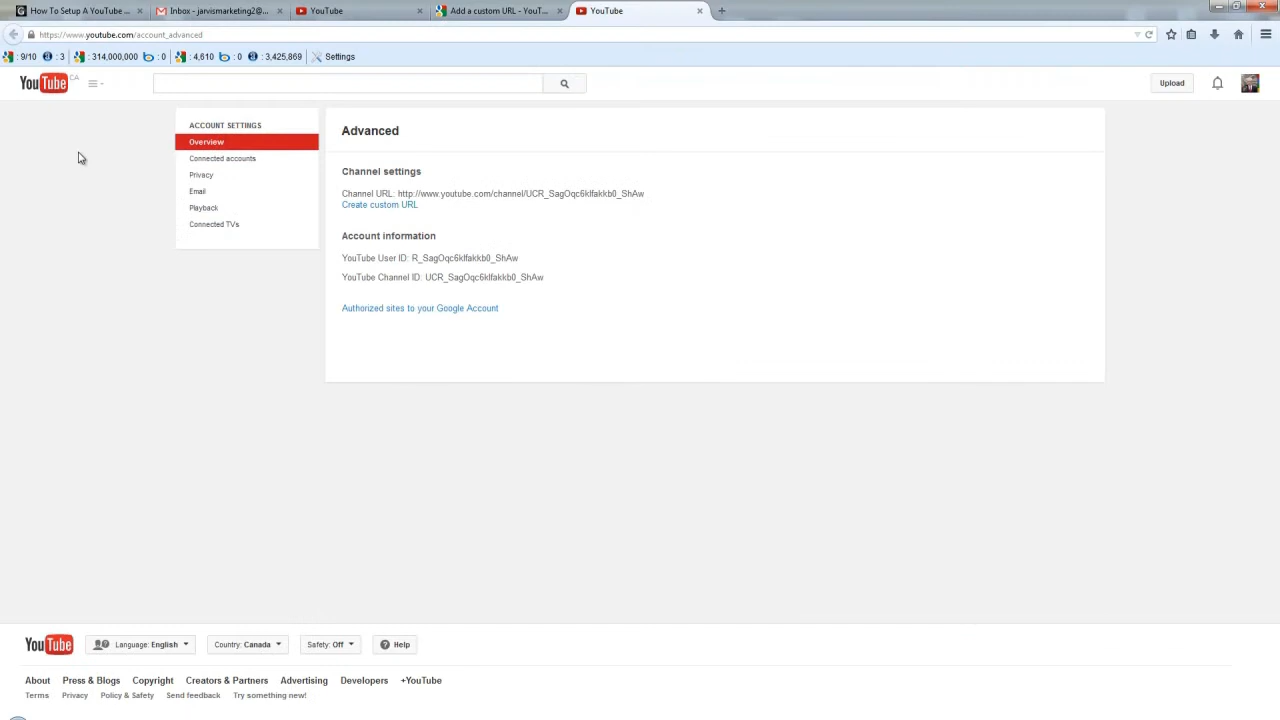 How To Setup A YouTube ...
Inbox - jarvismarketing2@...
YouTube
Add a custom URL - YouT...
YouTube
https://www.youtube.com/account_advanced
: 9/10 : 3 : 314,000,000 : 0 : 4,610 : 0 : 3,425,869 Settings
YouTube CA
Upload
ACCOUNT SETTINGS
Overview
Connected accounts
Privacy
Email
Playback
Connected TVs
Advanced
Channel settings
Channel URL: http://www.youtube.com/channel/UCR_SagOqc6klfakkb0_ShAw
Create custom URL
Account information
YouTube User ID: R_SagOqc6klfakkb0_ShAw
YouTube Channel ID: UCR_SagOqc6klfakkb0_ShAw
Authorized sites to your Google Account
YouTube Language: English Country: Canada Safety: Off Help
About Press & Blogs Copyright Creators & Partners Advertising Developers +YouTube
Terms Privacy Policy & Safety Send feedback Try something new!